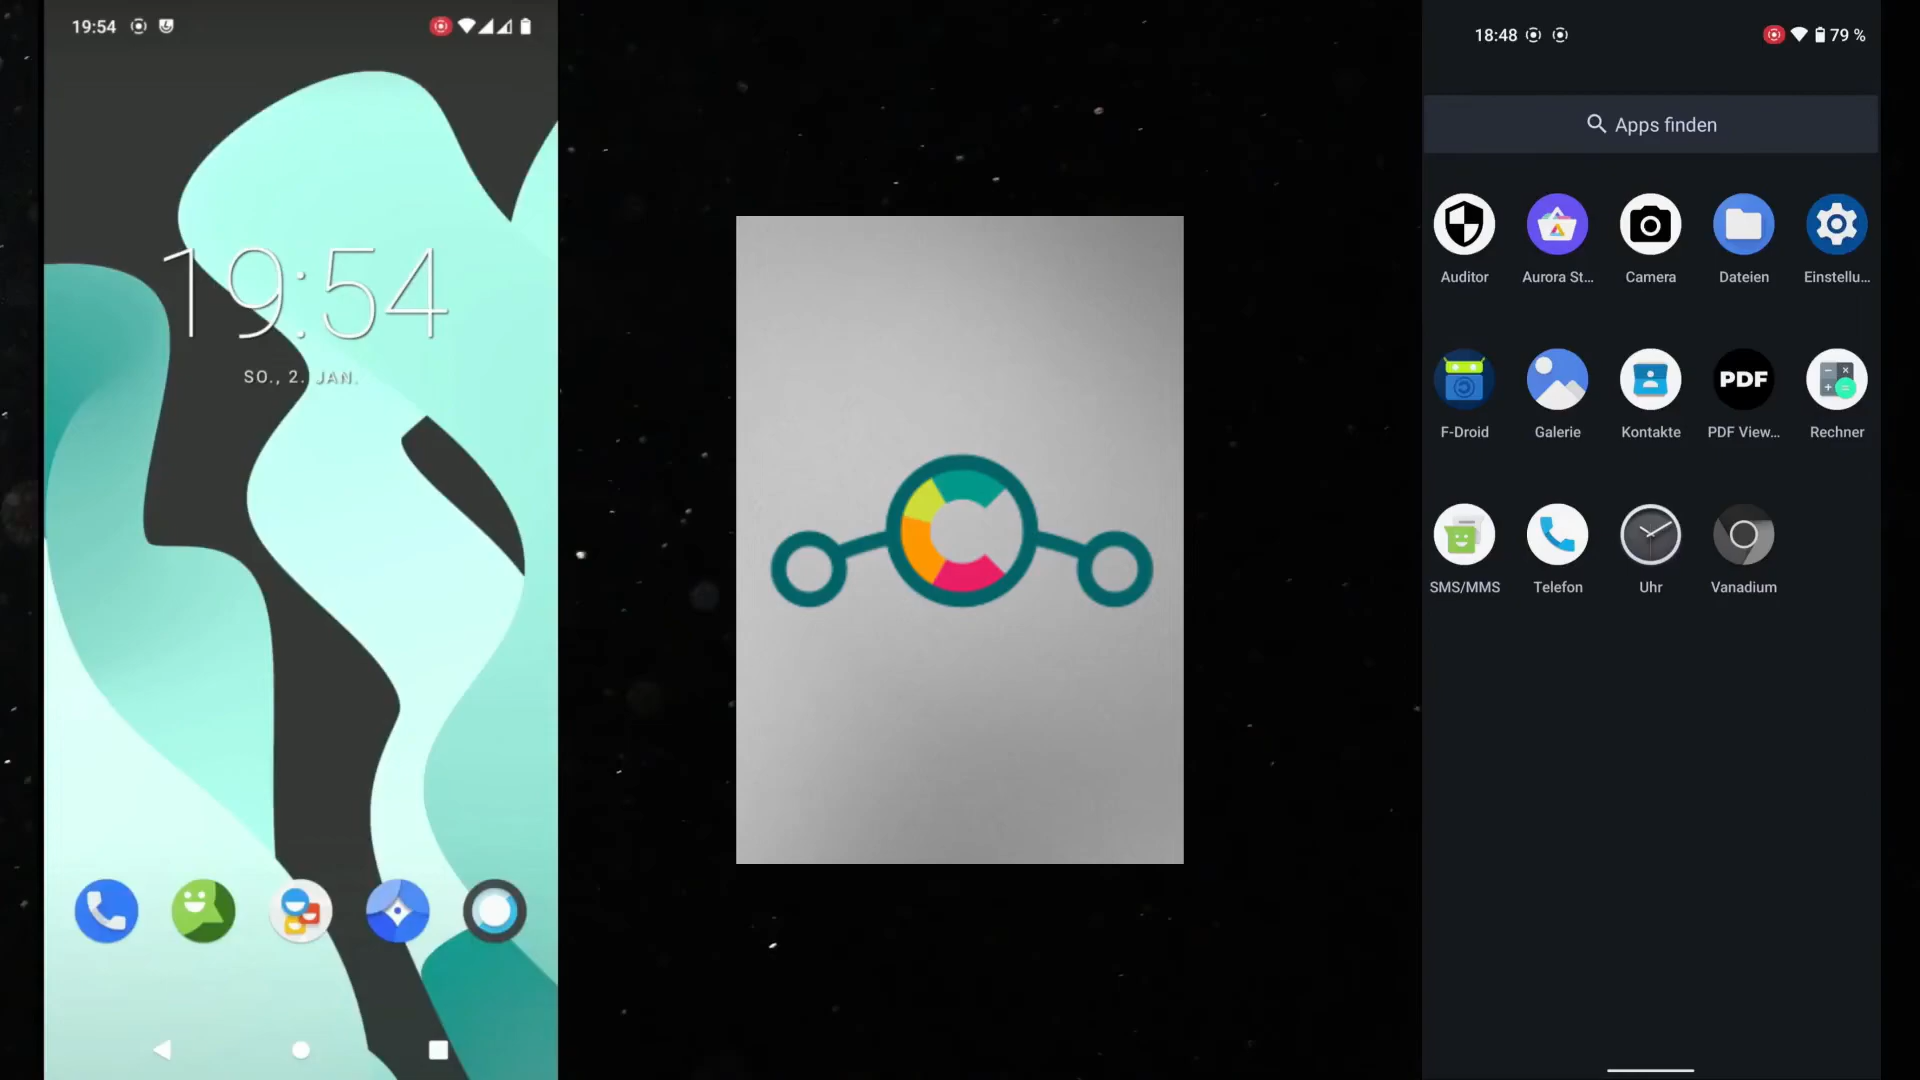 19:54
19:54
SO., 2. JAN.
18:48
79 %
Apps finden
Auditor
Aurora St...
Camera
Dateien
Einstellu...
F-Droid
Galerie
Kontakte
PDF
PDF View...
Rechner
SMS/MMS
Telefon
Uhr
Vanadium